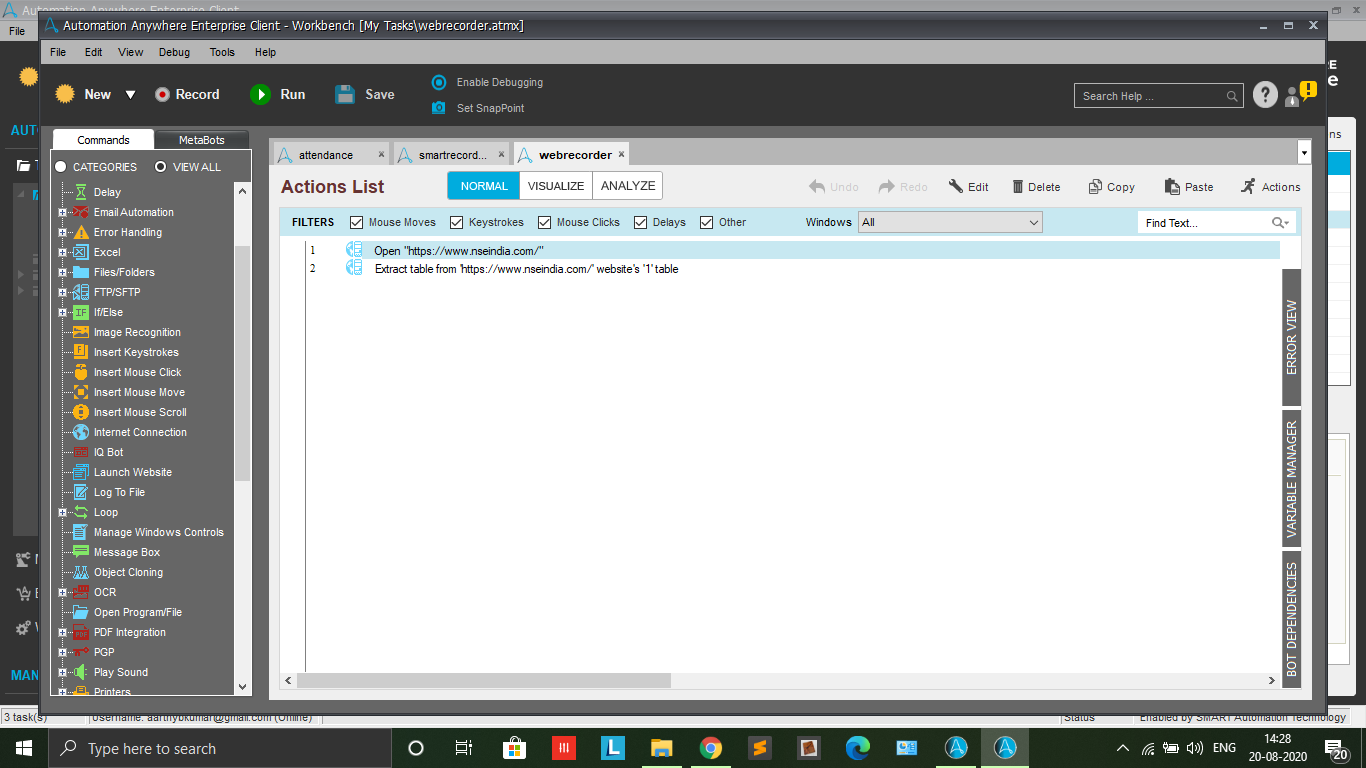 Automation Anywhere Enterprise Client
Automation Anywhere Enterprise Client - Workbench [My Tasks\webrecorder.atmx]
File
File Edit View Debug Tools Help
New Record Run Save
Enable Debugging
Set SnapPoint
Search Help ...
Commands MetaBots
CATEGORIES VIEW ALL
Delay
Email Automation
Error Handling
Excel
Files/Folders
FTP/SFTP
If/Else
Image Recognition
Insert Keystrokes
Insert Mouse Click
Insert Mouse Move
Insert Mouse Scroll
Internet Connection
IQ Bot
Launch Website
Log To File
Loop
Manage Windows Controls
Message Box
Object Cloning
OCR
Open Program/File
PDF Integration
PGP
Play Sound
Printers
attendance smartrecord... webrecorder
Actions List
NORMAL VISUALIZE ANALYZE
Undo Redo Edit Delete Copy Paste Actions
FILTERS Mouse Moves Keystrokes Mouse Clicks Delays Other Windows All Find Text...
1 Open "https://www.nseindia.com/"
2 Extract table from 'https://www.nseindia.com/' website's '1' table
ERROR VIEW
VARIABLE MANAGER
BOT DEPENDENCIES
AUT
MAN
3 task(s) Username: aarthybkumar@gmail.com (Online) Status Enabled by SMART Automation Technology
Type here to search
ENG
14:28
20-08-2020
20